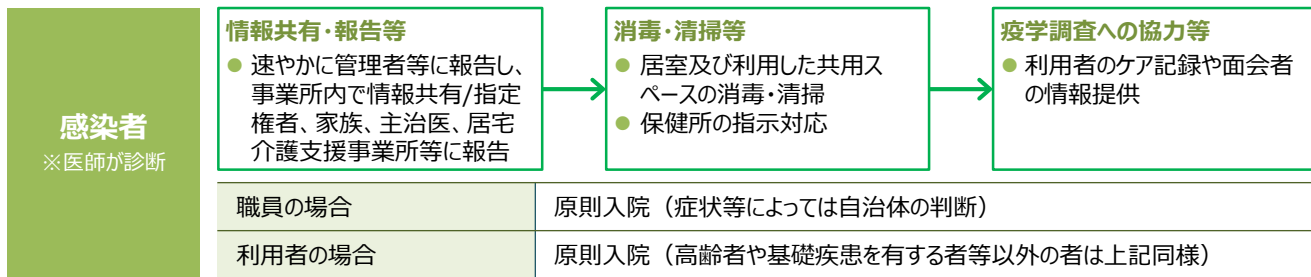 感染者
※医師が診断
情報共有・報告等
● 速やかに管理者等に報告し、
事業所内で情報共有/指定
権者、家族、主治医、居宅
介護支援事業所等に報告
消毒・清掃等
● 居室及び利用した共用ス
ペースの消毒・清掃
● 保健所の指示対応
疫学調査への協力等
● 利用者のケア記録や面会者
の情報提供
職員の場合 原則入院（症状等によっては自治体の判断）
利用者の場合 原則入院（高齢者や基礎疾患を有する者等以外の者は上記同様）